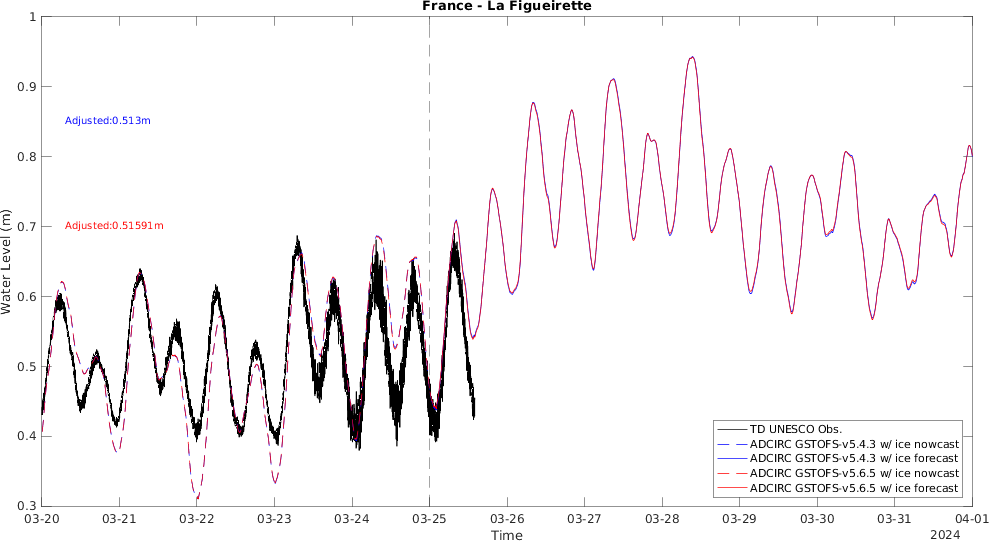 France - La Figueirette
1
0.9
0.8
0.7
0.6
0.5
0.4
0.3
Water Level (m)
Adjusted:0.513m
Adjusted:0.51591m
TD UNESCO Obs.
ADCIRC GSTOFS-v5.4.3 w/ ice nowcast
ADCIRC GSTOFS-v5.4.3 w/ ice forecast
ADCIRC GSTOFS-v5.6.5 w/ ice nowcast
ADCIRC GSTOFS-v5.6.5 w/ ice forecast
03-20 03-21 03-22 03-23 03-24 03-25 03-26 03-27 03-28 03-29 03-30 03-31 04-01
Time
2024